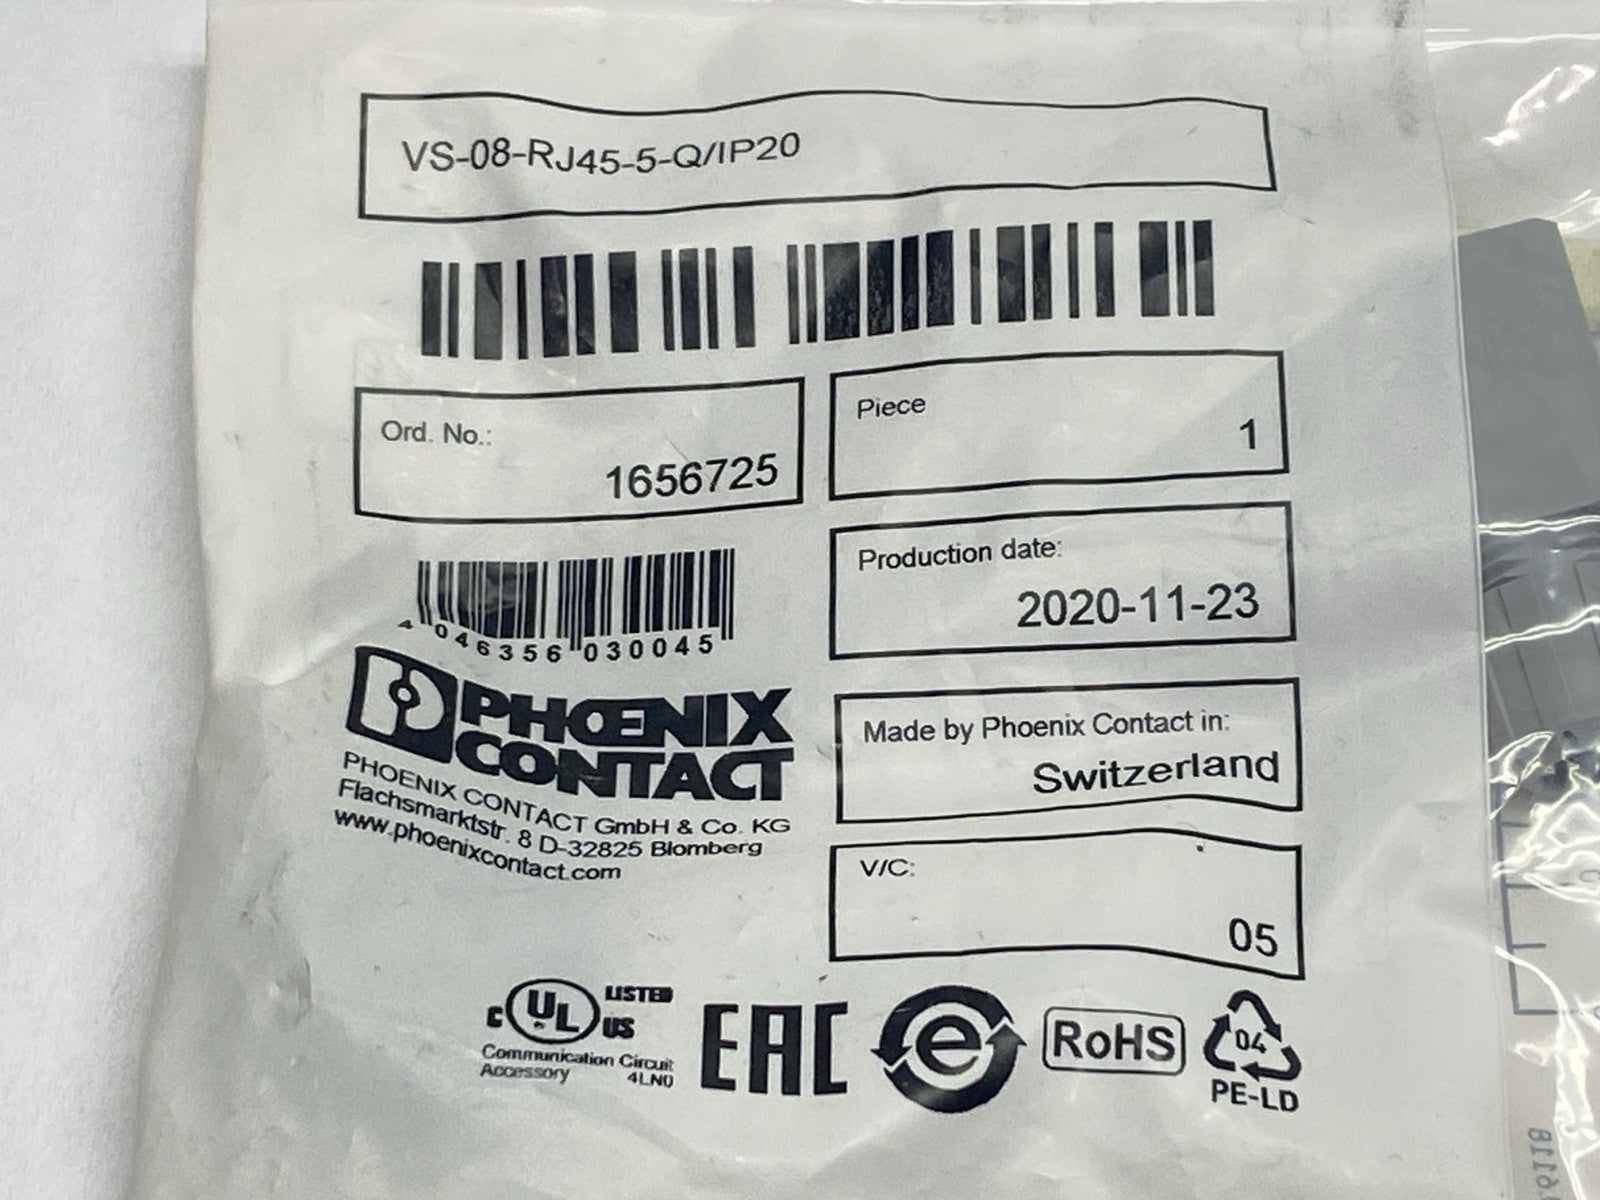 VS-08-RJ45-5-Q/IP20
Ord. No.:
1656725
Piece
1
4 046356 030045
Production date:
2020-11-23
PHOENIX
CONTACT
PHOENIX CONTACT GmbH & Co. KG
Flachsmarktstr. 8 D-32825 Blomberg
www.phoenixcontact.com
Made by Phoenix Contact in:
Switzerland
V/C:
05
C UL US LISTED
Communication Circuit
Accessory 4LN0
EAC
e
RoHS
04
PE-LD